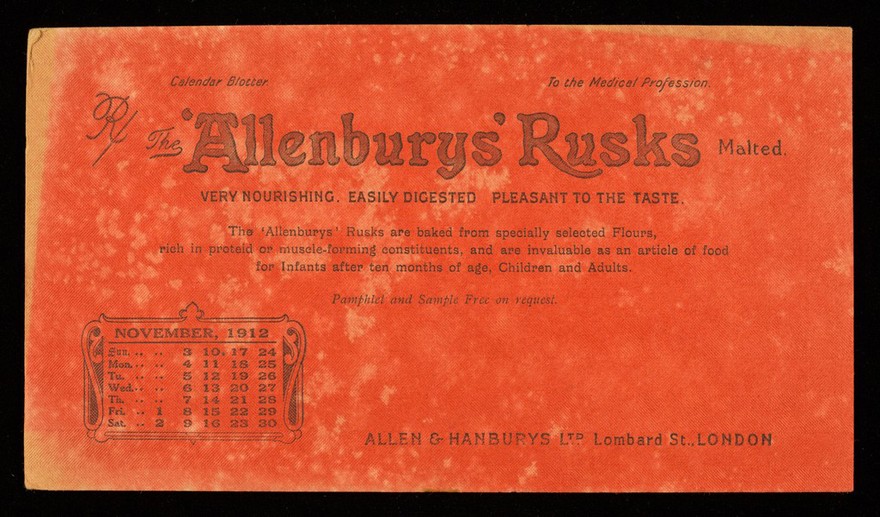 Calendar Blotter.
To the Medical Profession.
The 'Allenburys' Rusks Malted.
VERY NOURISHING. EASILY DIGESTED PLEASANT TO THE TASTE.
The 'Allenburys' Rusks are baked from specially selected Flours,
rich in proteid or muscle-forming constituents, and are invaluable as an article of food
for Infants after ten months of age, Children and Adults.
Pamphlet and Sample Free on request.
NOVEMBER, 1912
Sun. .. .. 3 10. 17 24
Mon. .. .. 4 11 18 25
Tu. .. .. 5 12 19 26
Wed. .. .. 6 13 20 27
Th. .. .. 7 14 21 28
Fri. .. 1 8 15 22 29
Sat. .. 2 9 16 23 30
ALLEN & HANBURYS LTD. Lombard St., LONDON